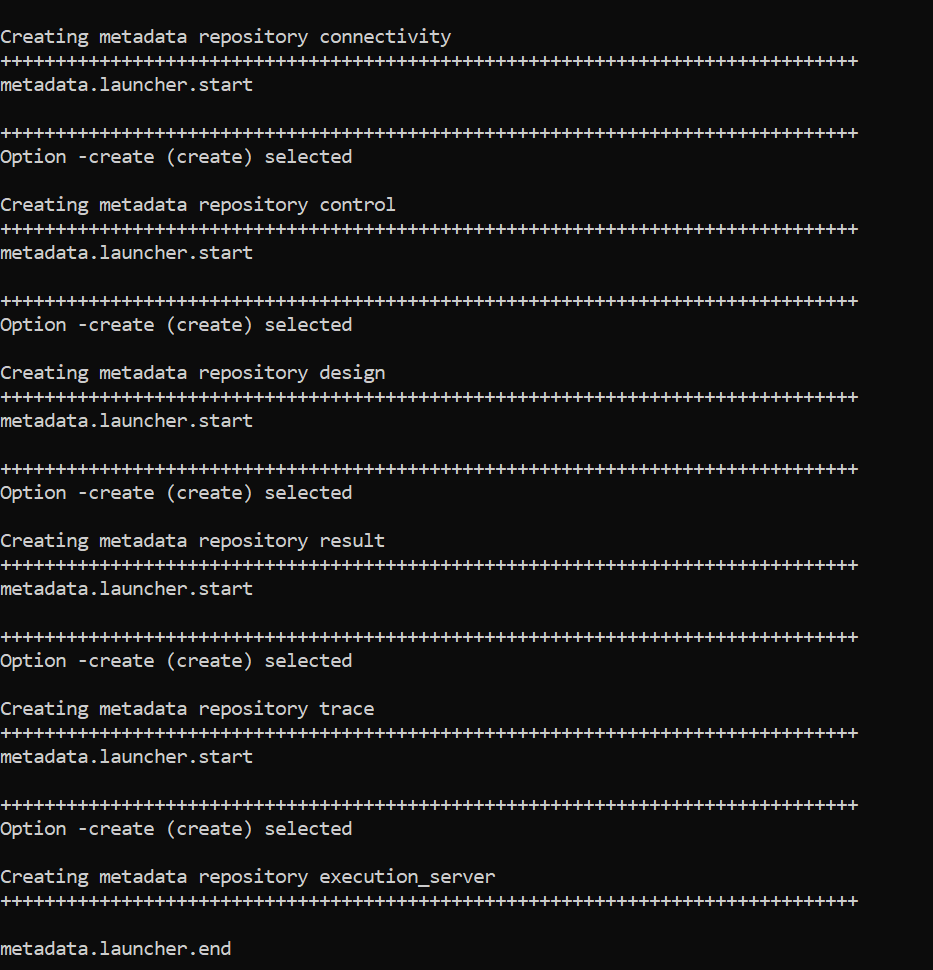 Creating metadata repository connectivity
++++++++++++++++++++++++++++++++++++++++++++++++++++++++++++++++++++++++++++++
metadata.launcher.start
++++++++++++++++++++++++++++++++++++++++++++++++++++++++++++++++++++++++++++++
Option -create (create) selected
Creating metadata repository control
++++++++++++++++++++++++++++++++++++++++++++++++++++++++++++++++++++++++++++++
metadata.launcher.start
++++++++++++++++++++++++++++++++++++++++++++++++++++++++++++++++++++++++++++++
Option -create (create) selected
Creating metadata repository design
++++++++++++++++++++++++++++++++++++++++++++++++++++++++++++++++++++++++++++++
metadata.launcher.start
++++++++++++++++++++++++++++++++++++++++++++++++++++++++++++++++++++++++++++++
Option -create (create) selected
Creating metadata repository result
++++++++++++++++++++++++++++++++++++++++++++++++++++++++++++++++++++++++++++++
metadata.launcher.start
++++++++++++++++++++++++++++++++++++++++++++++++++++++++++++++++++++++++++++++
Option -create (create) selected
Creating metadata repository trace
++++++++++++++++++++++++++++++++++++++++++++++++++++++++++++++++++++++++++++++
metadata.launcher.start
++++++++++++++++++++++++++++++++++++++++++++++++++++++++++++++++++++++++++++++
Option -create (create) selected
Creating metadata repository execution_server
++++++++++++++++++++++++++++++++++++++++++++++++++++++++++++++++++++++++++++++
metadata.launcher.end